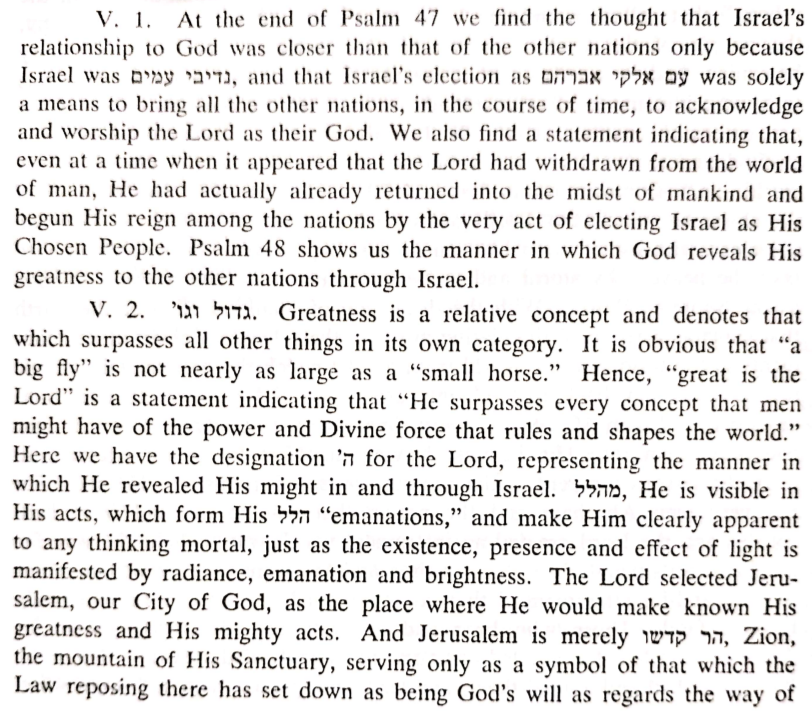 V. 1. At the end of Psalm 47 we find the thought that Israel's
relationship to God was closer than that of the other nations only because
Israel was נדיבי עמים, and that Israel's election as עם אלקי אברהם was solely
a means to bring all the other nations, in the course of time, to acknowledge
and worship the Lord as their God. We also find a statement indicating that,
even at a time when it appeared that the Lord had withdrawn from the world
of man, He had actually already returned into the midst of mankind and
begun His reign among the nations by the very act of electing Israel as His
Chosen People. Psalm 48 shows us the manner in which God reveals His
greatness to the other nations through Israel.
V. 2. גדול וגו'. Greatness is a relative concept and denotes that
which surpasses all other things in its own category. It is obvious that “a
big fly” is not nearly as large as a “small horse.” Hence, “great is the
Lord” is a statement indicating that “He surpasses every concept that men
might have of the power and Divine force that rules and shapes the world.”
Here we have the designation ה' for the Lord, representing the manner in
which He revealed His might in and through Israel. מהלל, He is visible in
His acts, which form His הלל “emanations,” and make Him clearly apparent
to any thinking mortal, just as the existence, presence and effect of light is
manifested by radiance, emanation and brightness. The Lord selected Jeru-
salem, our City of God, as the place where He would make known His
greatness and His mighty acts. And Jerusalem is merely הר קדשו, Zion,
the mountain of His Sanctuary, serving only as a symbol of that which the
Law reposing there has set down as being God's will as regards the way of